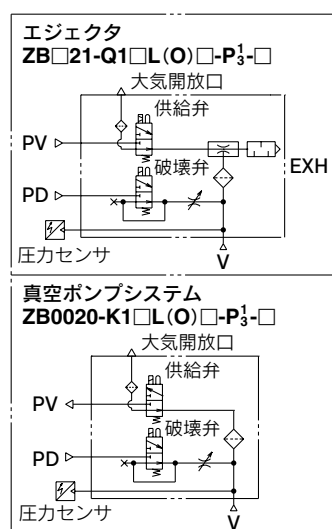 エジェクタ
ZB□21-Q1□L(O)□-P¹₃-□
大気開放口
供給弁
PV
破壊弁
EXH
PD
圧力センサ
V
真空ポンプシステム
ZB0020-K1□L(O)□-P¹₃-□
大気開放口
供給弁
PV
破壊弁
PD
圧力センサ
V